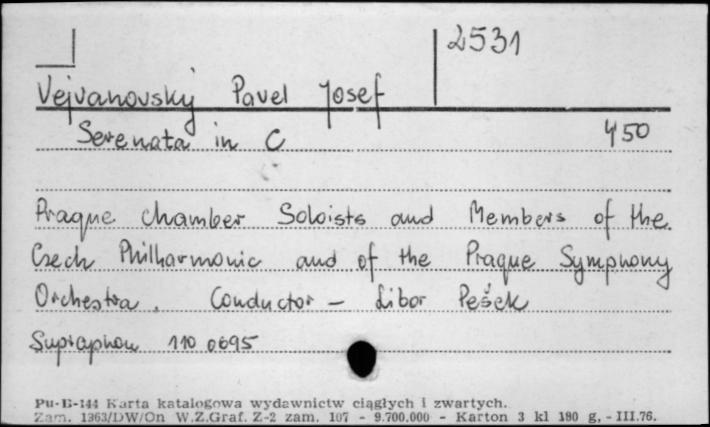 2531
Vejvanovský Pavel Josef
Serenata in C 450
Prague Chamber Soloists and Members of the
Czech Philharmonic and of the Prague Symphony
Orchestra. Conductor – Libor Pešek
Supraphon 110 0695
Pu-B-144 Karta katalogowa wydawnictw ciągłych i zwartych.
Zam. 1363/DW/On W.Z.Graf. Z-2 zam. 107 - 9.700.000 - Karton 3 kl 180 g. - III.76.